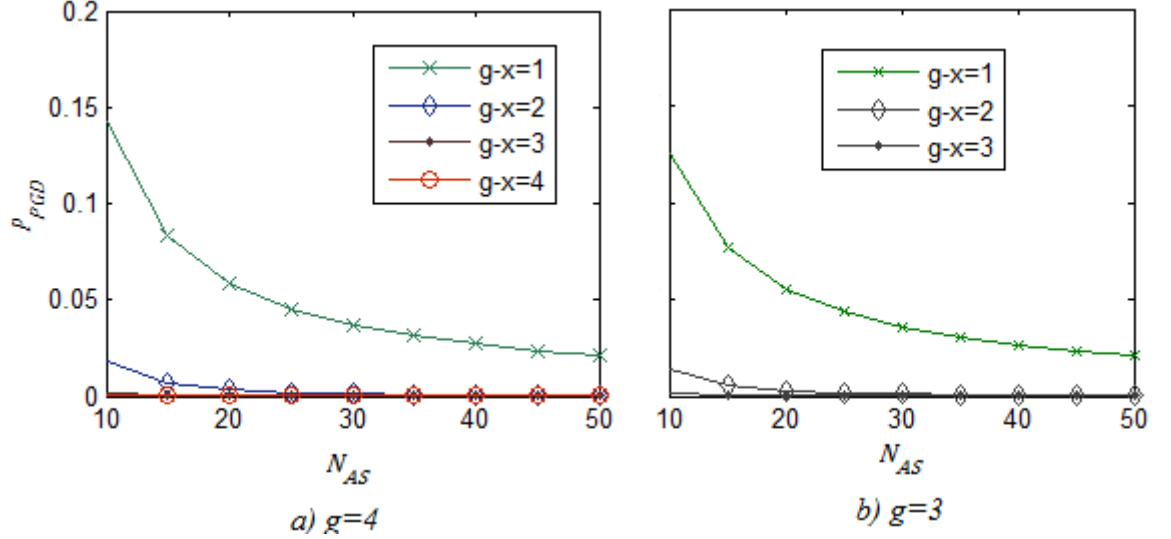 0.2
0.15
0.1
0.05
0
p_PGD
g-x=1
g-x=2
g-x=3
g-x=4
10 20 30 40 50
N_AS
a) g=4
g-x=1
g-x=2
g-x=3
10 20 30 40 50
N_AS
b) g=3